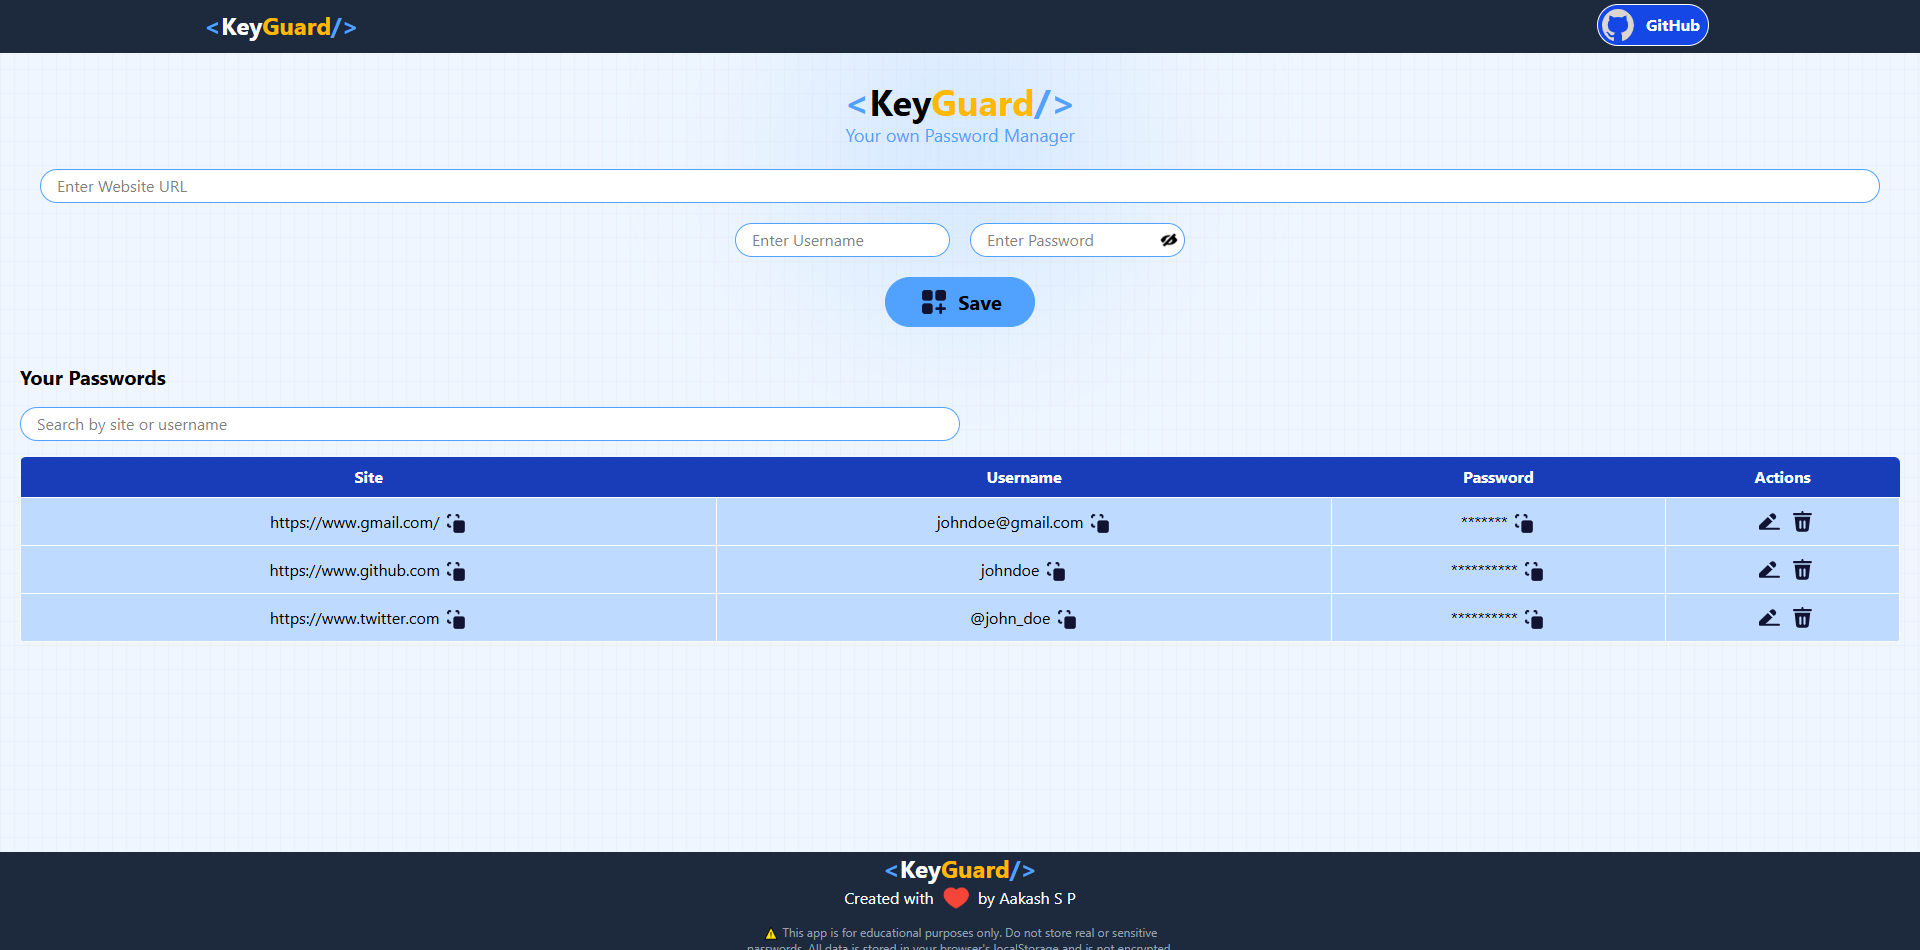 <KeyGuard/>
GitHub
<KeyGuard/>
Your own Password Manager
Enter Website URL
Enter Username
Enter Password
Save
Your Passwords
Search by site or username
Site Username Password Actions
https://www.gmail.com/ johndoe@gmail.com *******
https://www.github.com johndoe **********
https://www.twitter.com @john_doe **********
<KeyGuard/>
Created with ❤️ by Aakash S P
⚠️ This app is for educational purposes only. Do not store real or sensitive
passwords. All data is stored in your browser's localStorage and is not encrypted